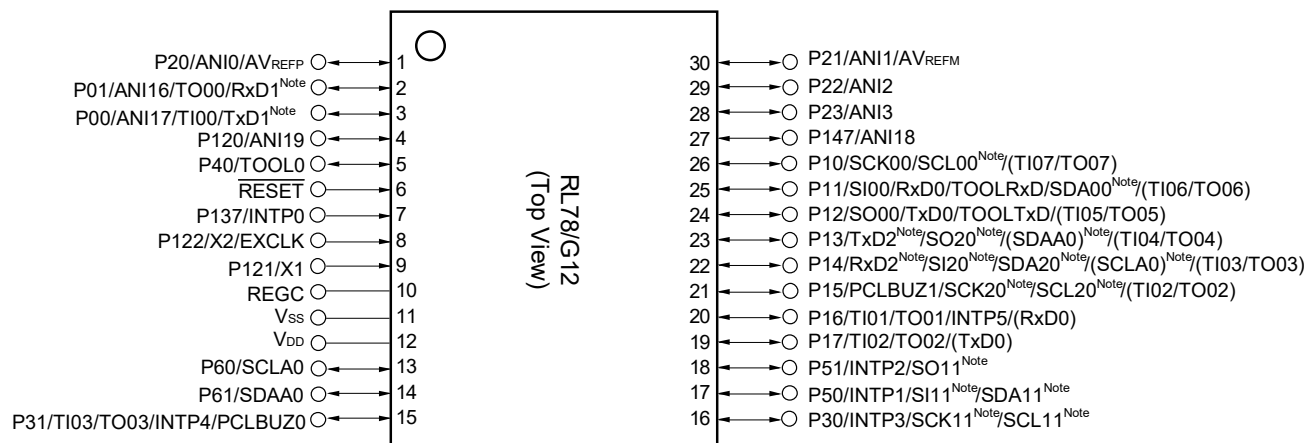 P20/ANI0/AVREFP 1
P01/ANI16/TO00/RxD1Note 2
P00/ANI17/TI00/TxD1Note 3
P120/ANI19 4
P40/TOOL0 5
RESET 6
P137/INTP0 7
P122/X2/EXCLK 8
P121/X1 9
REGC 10
VSS 11
VDD 12
P60/SCLA0 13
P61/SDAA0 14
P31/TI03/TO03/INTP4/PCLBUZ0 15
RL78/G12
(Top View)
30 P21/ANI1/AVREFM
29 P22/ANI2
28 P23/ANI3
27 P147/ANI18
26 P10/SCK00/SCL00Note/(TI07/TO07)
25 P11/SI00/RxD0/TOOLRxD/SDA00Note/(TI06/TO06)
24 P12/SO00/TxD0/TOOLTxD/(TI05/TO05)
23 P13/TxD2Note/SO20Note/(SDAA0)Note/(TI04/TO04)
22 P14/RxD2Note/SI20Note/SDA20Note/(SCLA0)Note/(TI03/TO03)
21 P15/PCLBUZ1/SCK20Note/SCL20Note/(TI02/TO02)
20 P16/TI01/TO01/INTP5/(RxD0)
19 P17/TI02/TO02/(TxD0)
18 P51/INTP2/SO11Note
17 P50/INTP1/SI11Note/SDA11Note
16 P30/INTP3/SCK11Note/SCL11Note